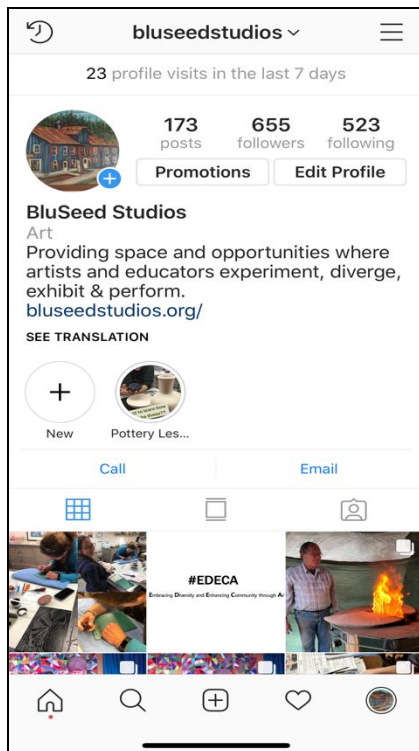 bluseedstudios
23 profile visits in the last 7 days
173 655 523
posts followers following
Promotions Edit Profile
BluSeed Studios
Art
Providing space and opportunities where
artists and educators experiment, diverge,
exhibit & perform.
bluseedstudios.org/
SEE TRANSLATION
New Pottery Les...
Call Email
#EDECA
Embracing Diversity and Enhancing Community through